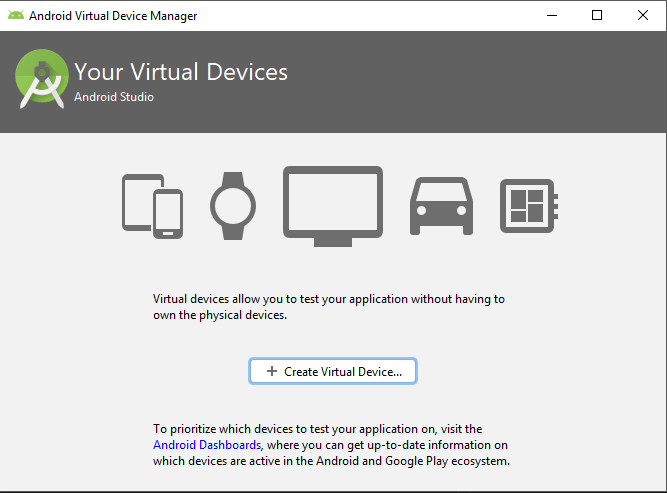 Android Virtual Device Manager
Your Virtual Devices
Android Studio
Virtual devices allow you to test your application without having to
own the physical devices.
+ Create Virtual Device...
To prioritize which devices to test your application on, visit the
Android Dashboards, where you can get up-to-date information on
which devices are active in the Android and Google Play ecosystem.